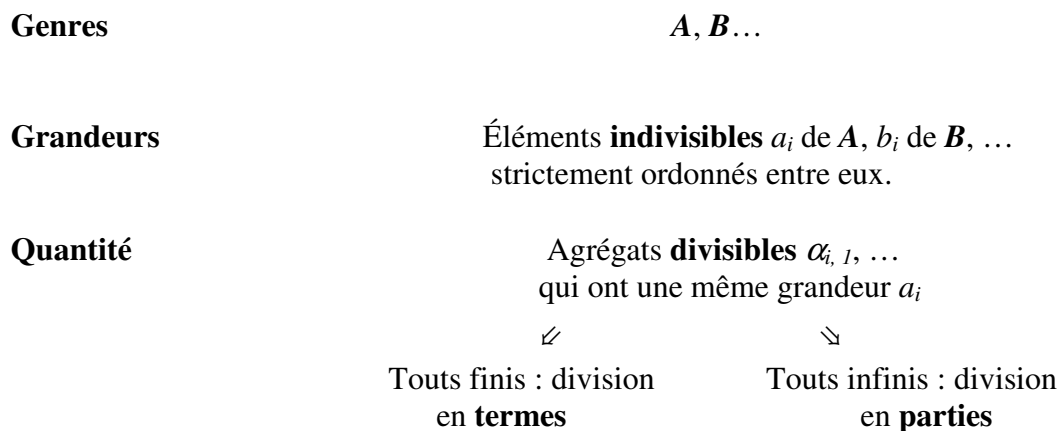 Genres A, B…
Grandeurs Éléments indivisibles aᵢ de A, bᵢ de B, …
strictement ordonnés entre eux.
Quantité Agrégats divisibles αᵢ, ₁, …
qui ont une même grandeur aᵢ
⇙ ⇘
Touts finis : division Touts infinis : division
en termes en parties